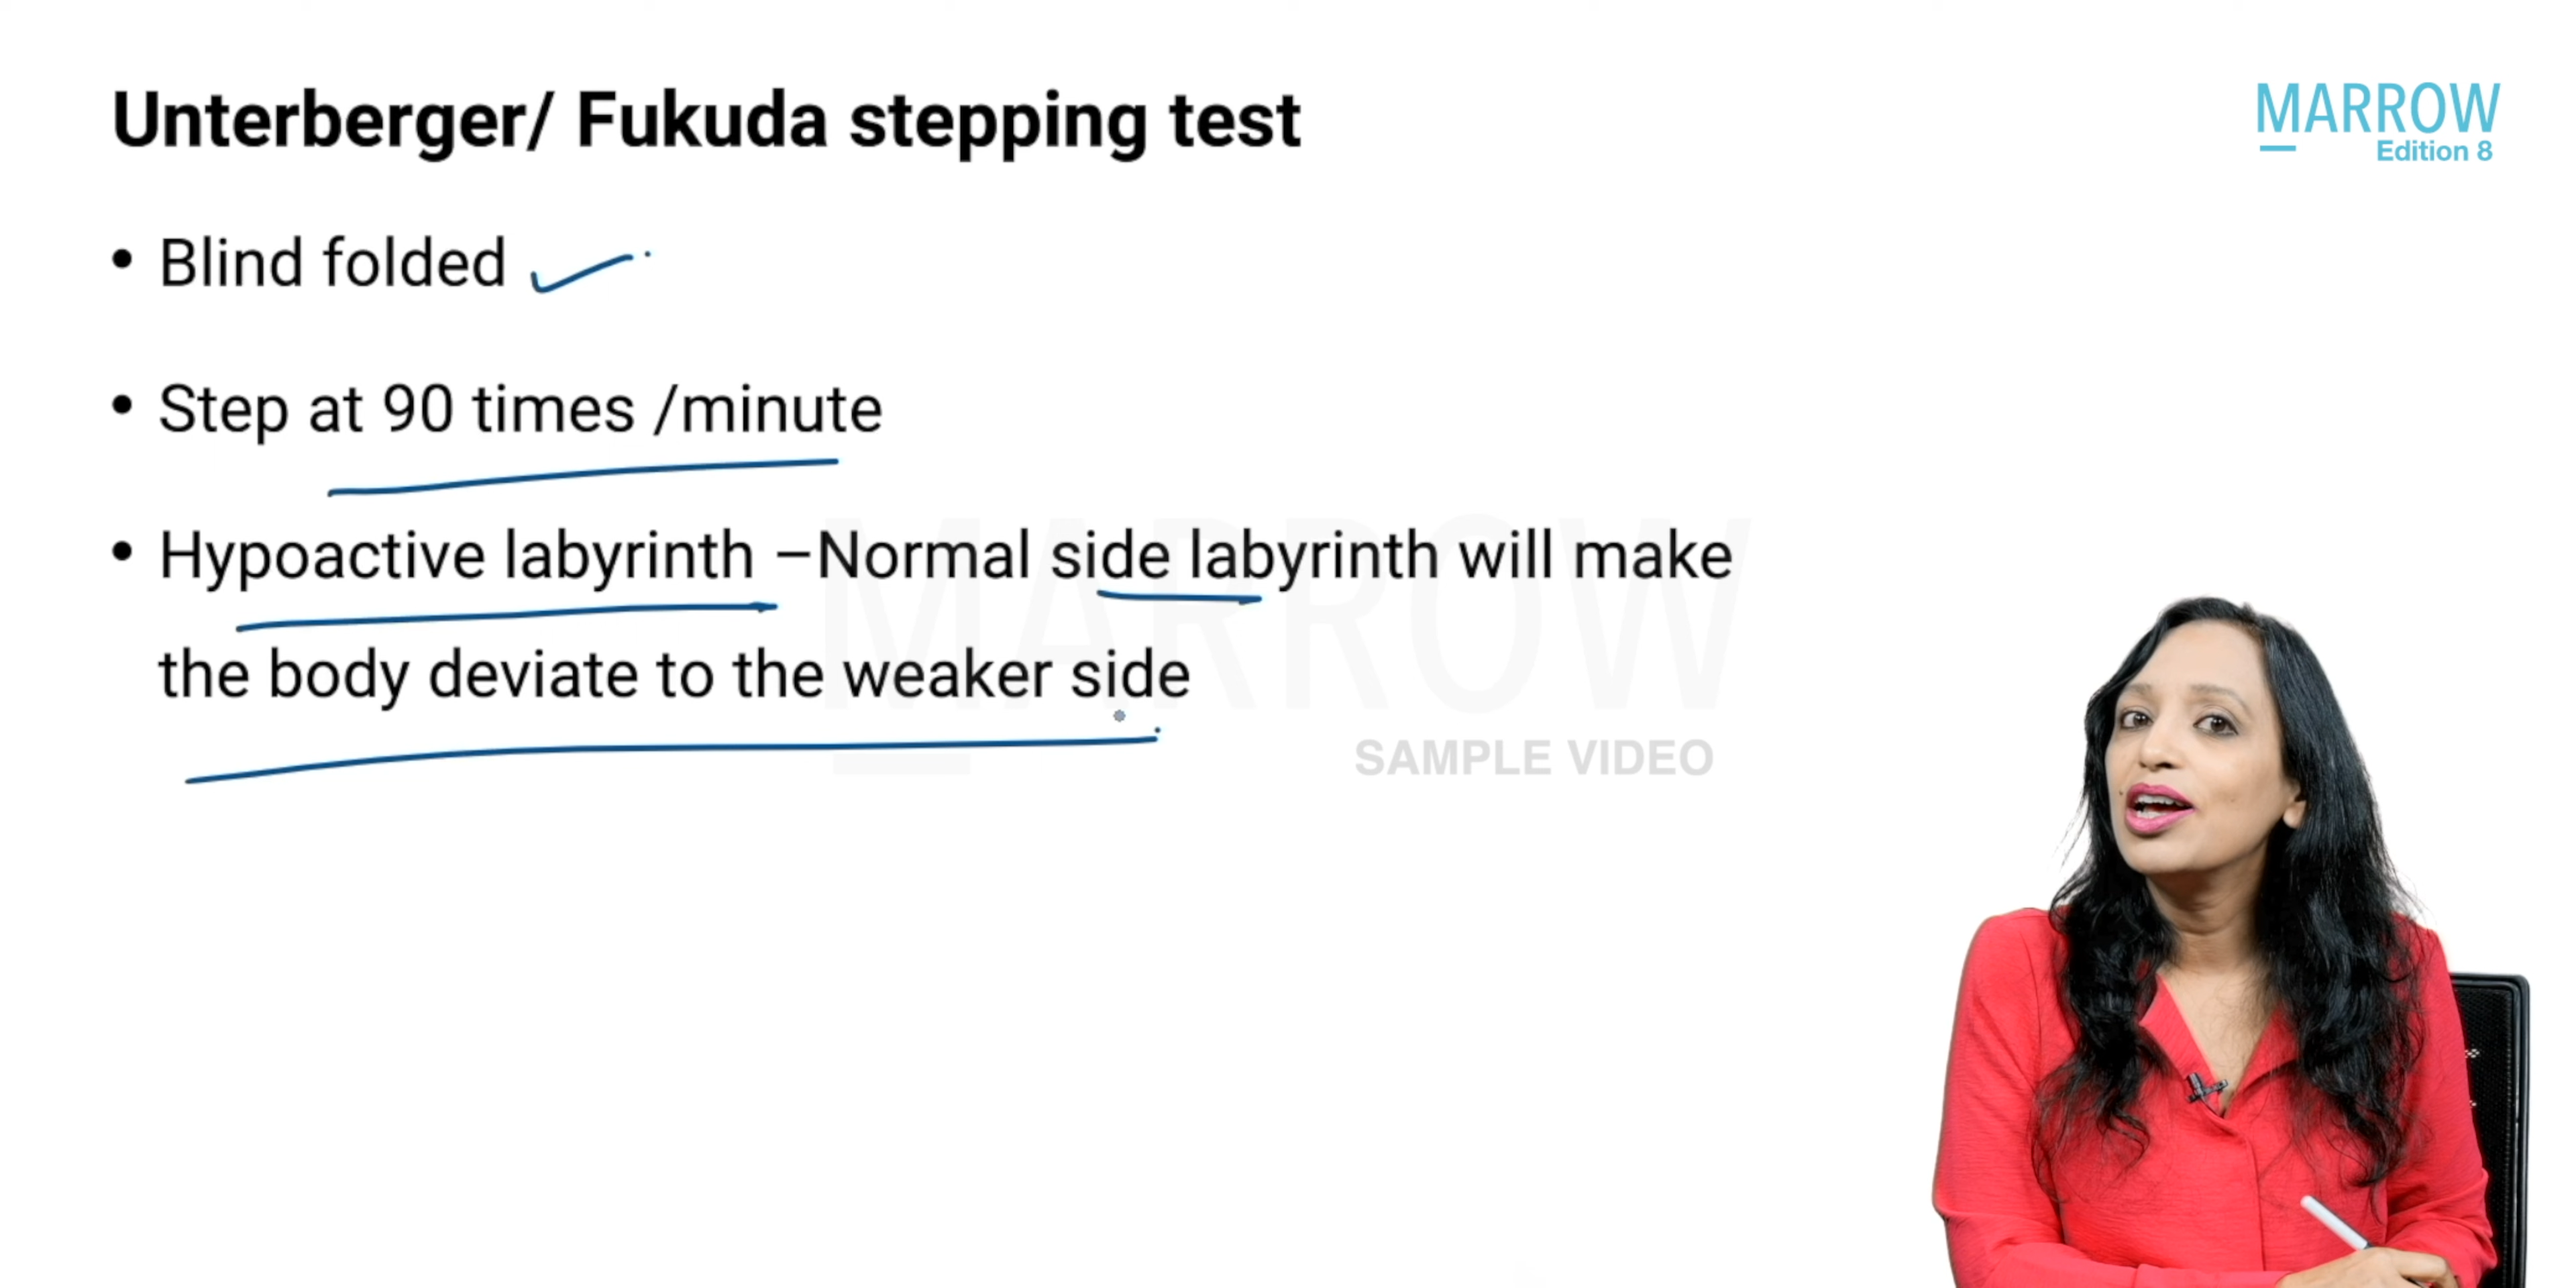 Unterberger/ Fukuda stepping test
MARROW
Edition 8
• Blind folded
• Step at 90 times /minute
• Hypoactive labyrinth –Normal side labyrinth will make
the body deviate to the weaker side
MARROW
SAMPLE VIDEO